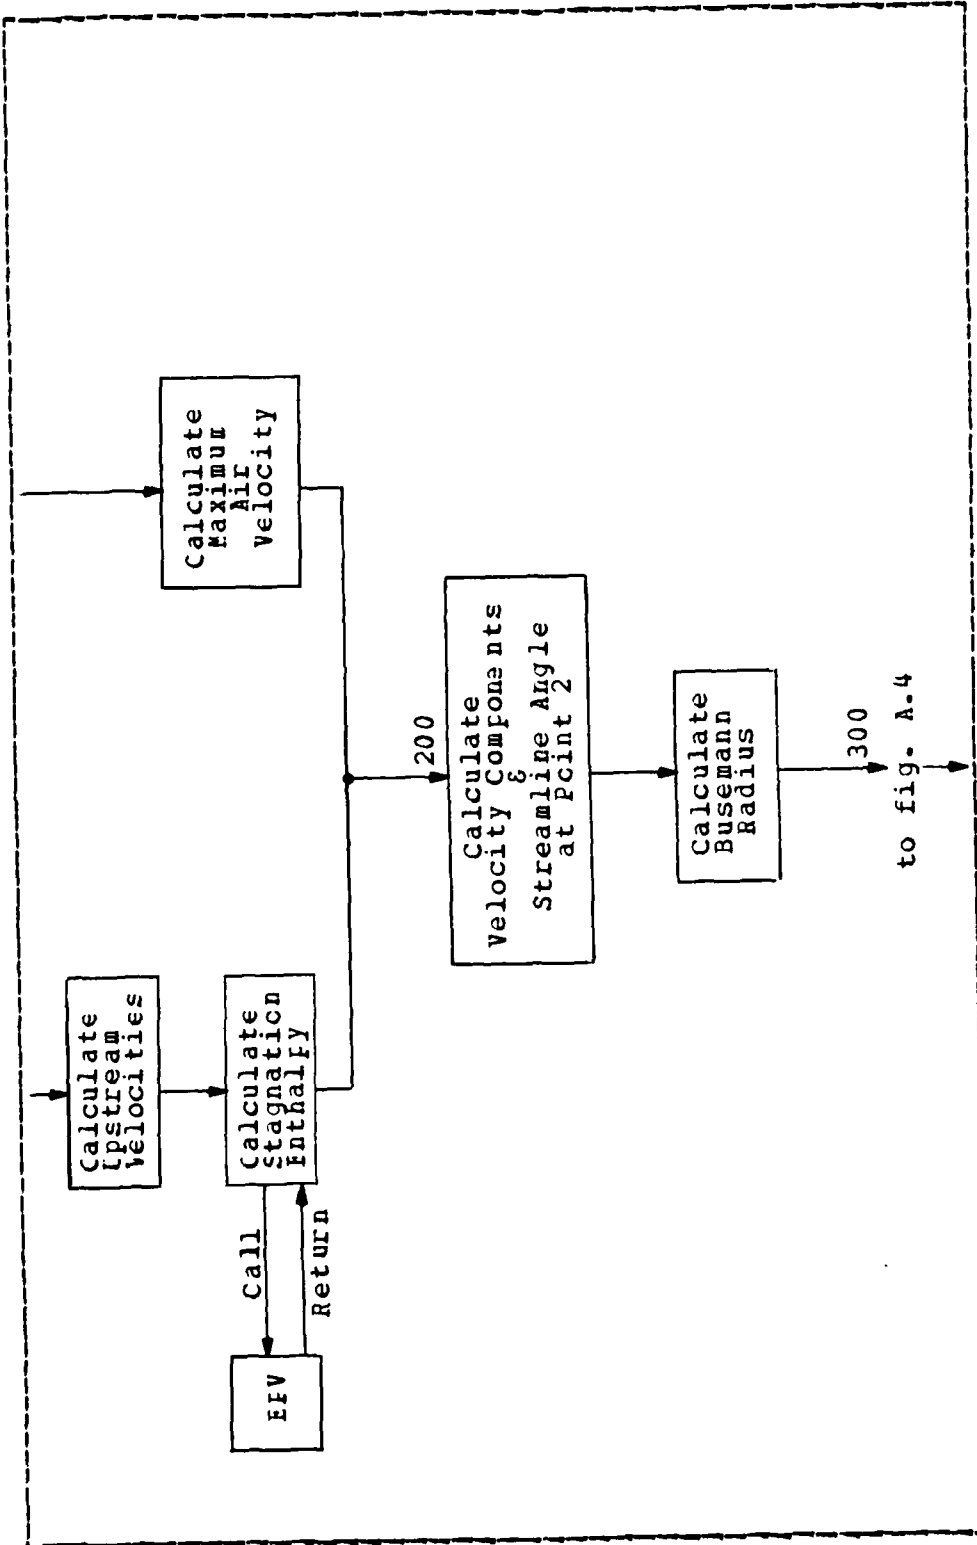 Calculate
Upstream
Velocities
Calculate
Stagnation
Enthalpy
Call
Return
Calculate
Maximum
Air
Velocity
200
Calculate
Velocity Components
&
Streamline Angle
at Point 2
Calculate
Busemann
Radius
300
to fig. A.4